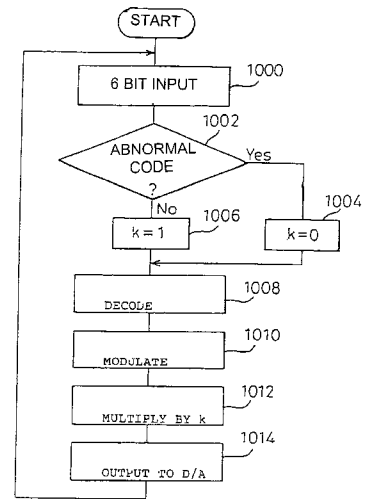 START
6 BIT INPUT
1000
1002
ABNORMAL
CODE
?
Yes
No
1006
1004
k=1
k=0
1008
DECODE
1010
MODULATE
1012
MULTIPLY BY k
1014
OUTPUT TO D/A